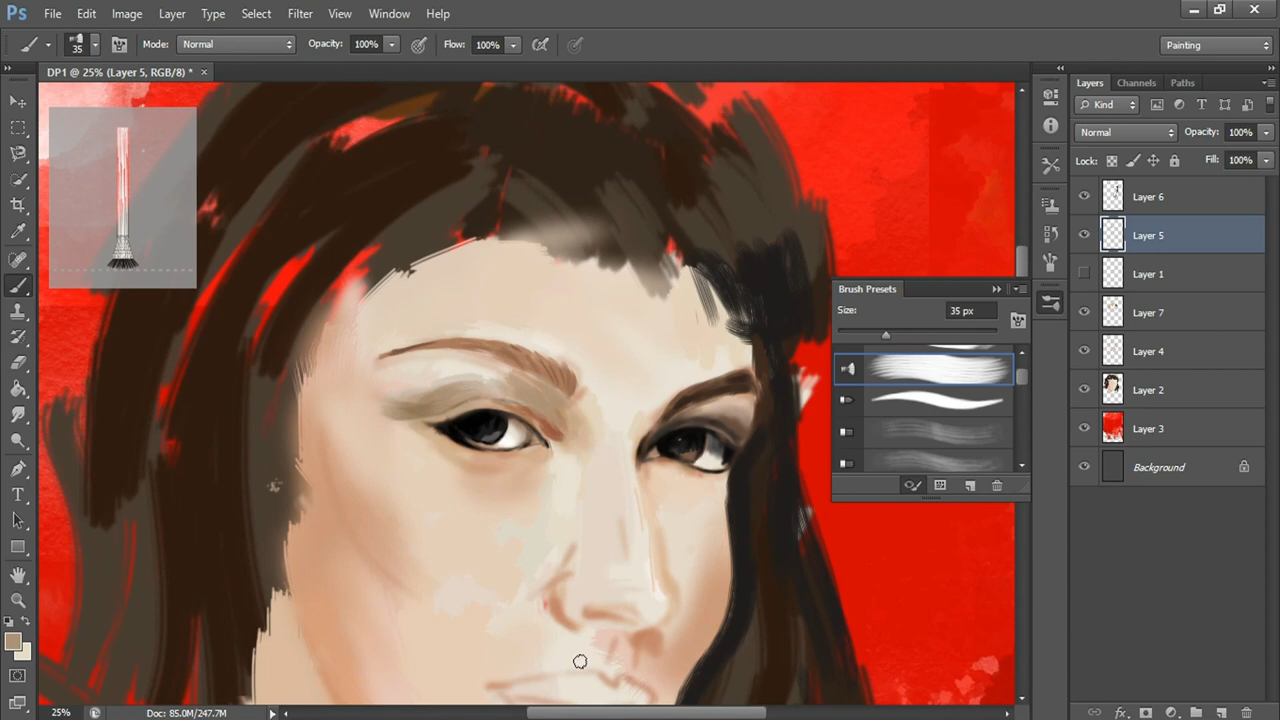 Ps File Edit Image Layer Type Select Filter View Window Help
35 Mode: Normal Opacity: 100% Flow: 100% Painting
DP1 @ 25% (Layer 5, RGB/8) * ×
Layers Channels Paths
Kind
Normal Opacity: 100%
Lock: Fill: 100%
Layer 6
Layer 5
Layer 1
Layer 7
Layer 4
Layer 2
Layer 3
Background
Brush Presets
Size: 35 px
T
25% Doc: 85.0M/247.7M
fx